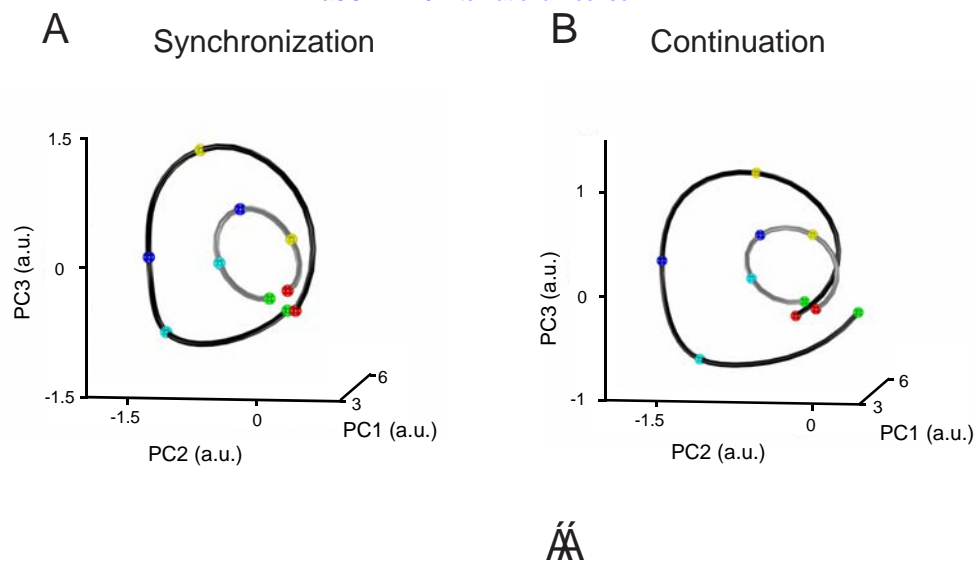 A
Synchronization
1.5
0
-1.5
PC3 (a.u.)
-1.5
0
3
6
PC1 (a.u.)
PC2 (a.u.)
B
Continuation
1
0
-1
PC3 (a.u.)
-1.5
0
3
6
PC1 (a.u.)
PC2 (a.u.)